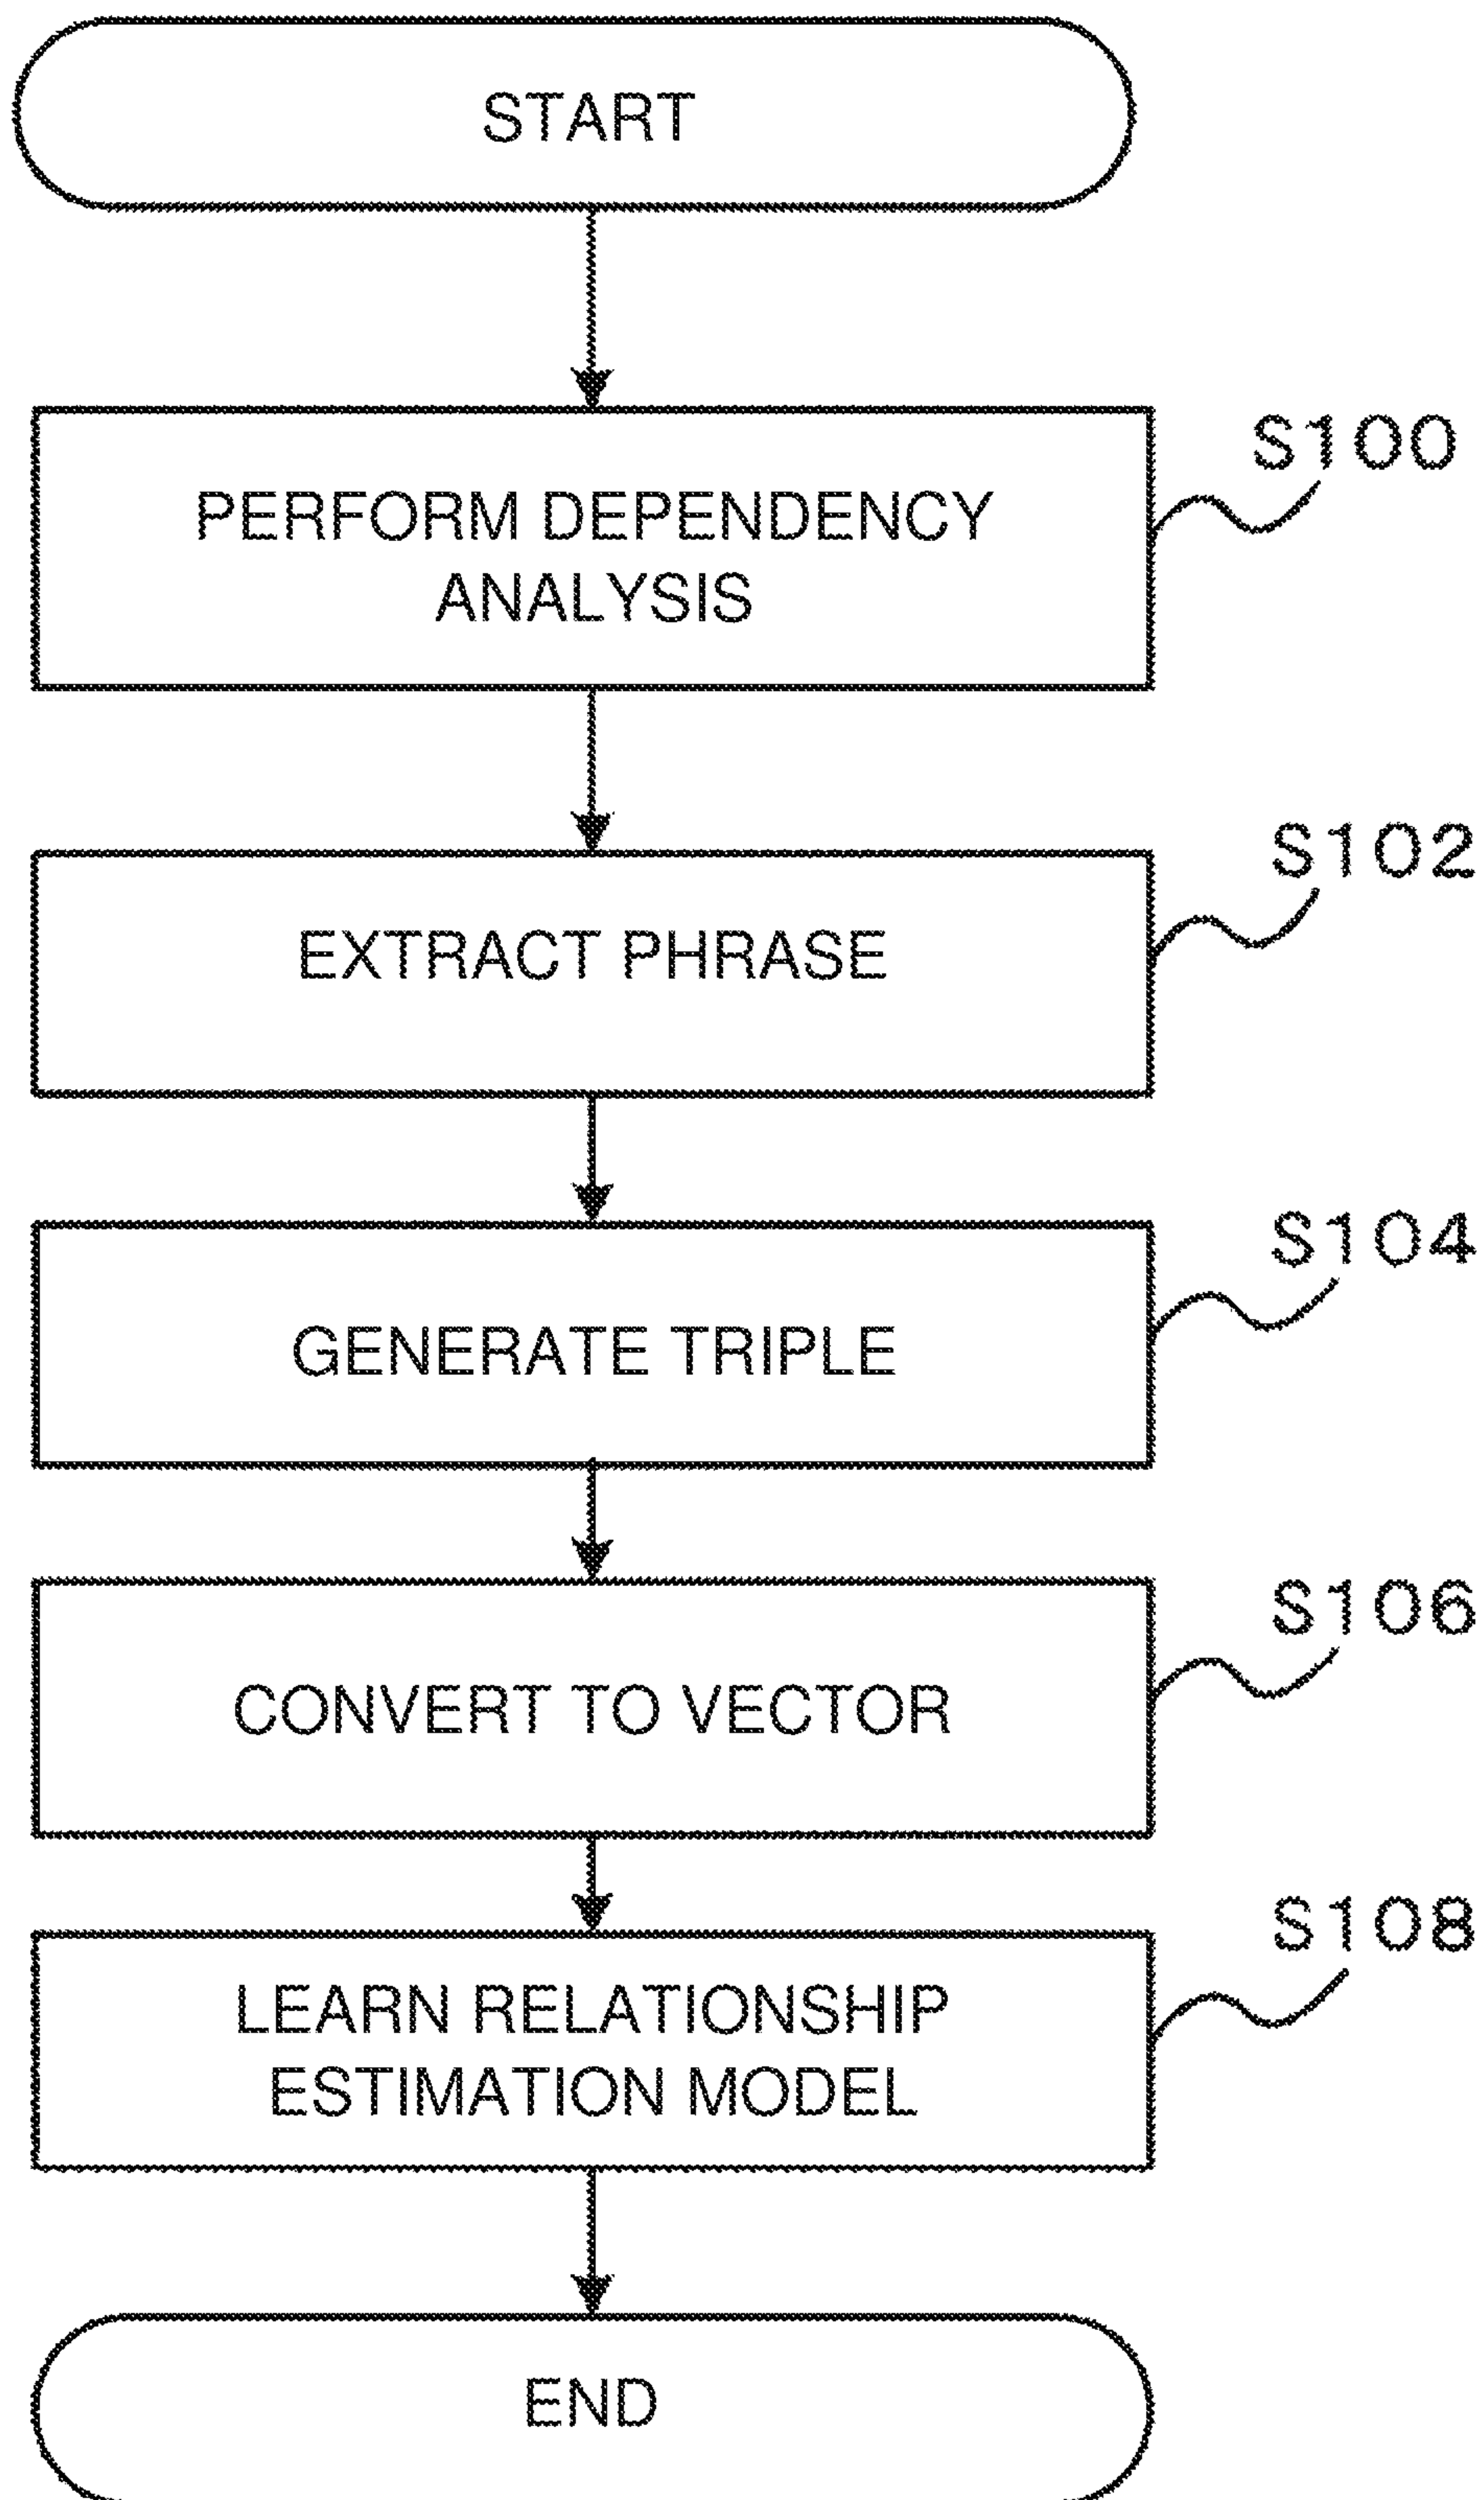 START
S100
PERFORM DEPENDENCY
ANALYSIS
S102
EXTRACT PHRASE
S104
GENERATE TRIPLE
S106
CONVERT TO VECTOR
S108
LEARN RELATIONSHIP
ESTIMATION MODEL
END